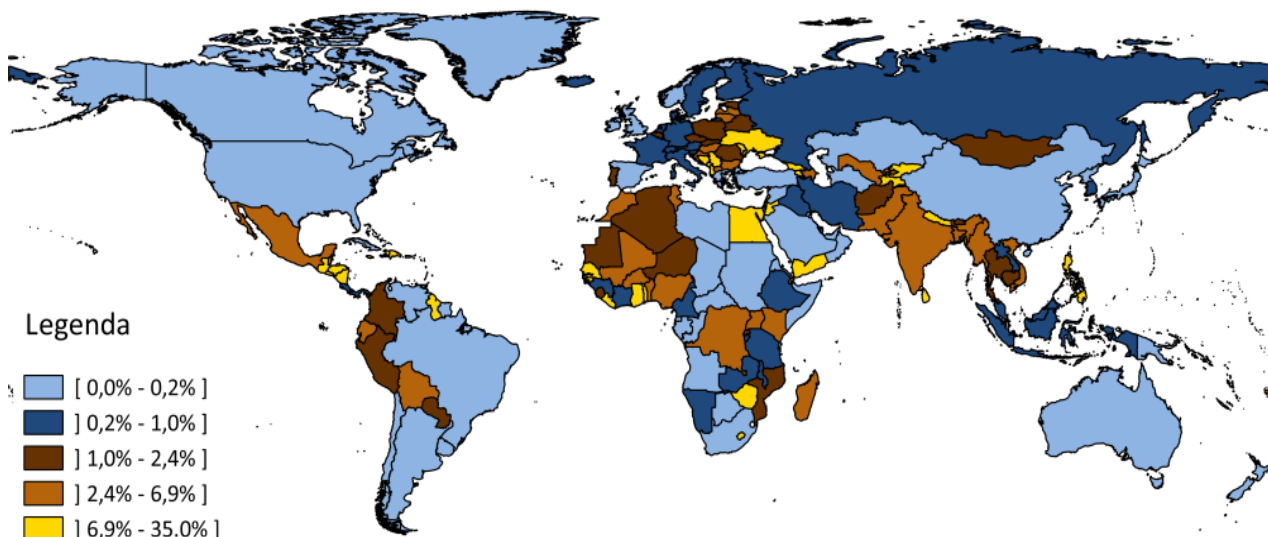 Legenda
[ 0,0% - 0,2% ]
] 0,2% - 1,0% ]
] 1,0% - 2,4% ]
] 2,4% - 6,9% ]
] 6,9% - 35,0% ]